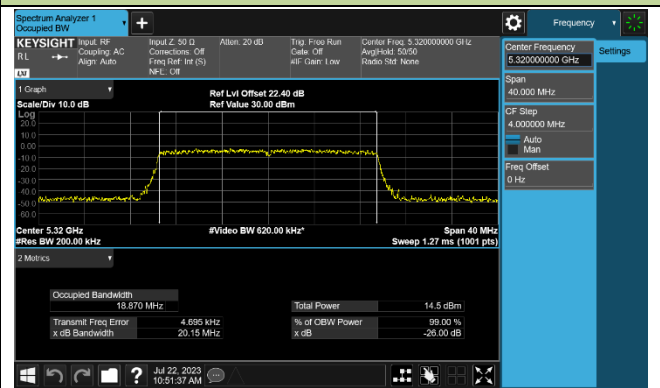 Spectrum Analyzer 1
Occupied BW
Frequency
KEYSIGHT
Input: RF
Coupling: AC
Align: Auto
Input Z: 50 Ω
Corrections: Off
Freq Ref: Int (S)
NFE: Off
Atten: 20 dB
Trig: Free Run
Gate: Off
#IF Gain: Low
Center Freq: 5.320000000 GHz
Avg|Hold: 50/50
Radio Std: None
RL
LXI
1 Graph
Scale/Div 10.0 dB
Ref Lvl Offset 22.40 dB
Ref Value 30.00 dBm
Log
20.0
10.0
0.00
-10.0
-20.0
-30.0
-40.0
-50.0
-60.0
Center 5.32 GHz
#Res BW 200.00 kHz
#Video BW 620.00 kHz*
Span 40 MHz
Sweep 1.27 ms (1001 pts)
2 Metrics
Occupied Bandwidth
18.870 MHz
Total Power 14.5 dBm
Transmit Freq Error 4.695 kHz
% of OBW Power 99.00 %
x dB Bandwidth 20.15 MHz
x dB -26.00 dB
Jul 22, 2023
10:51:37 AM
Center Frequency
5.320000000 GHz
Settings
Span
40.000 MHz
CF Step
4.000000 MHz
Auto
Man
Freq Offset
0 Hz